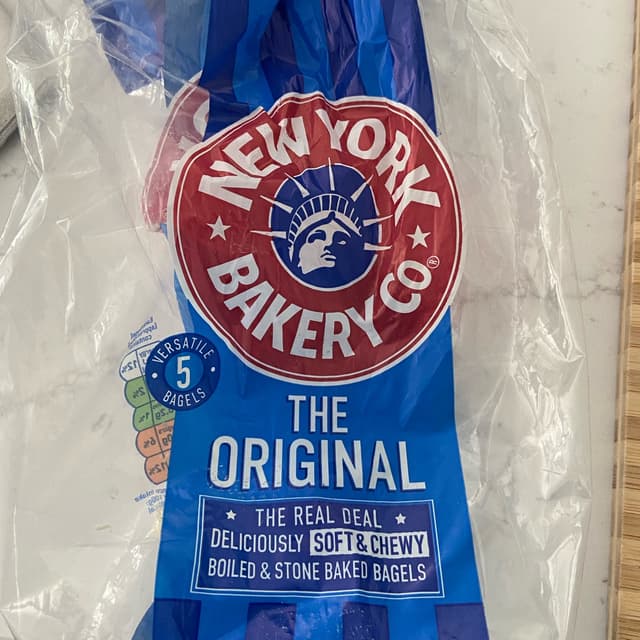 NEW YORK
BAKERY CO®
VERSATILE
5
BAGELS
THE
ORIGINAL
THE REAL DEAL
DELICIOUSLY SOFT & CHEWY
BOILED & STONE BAKED BAGELS